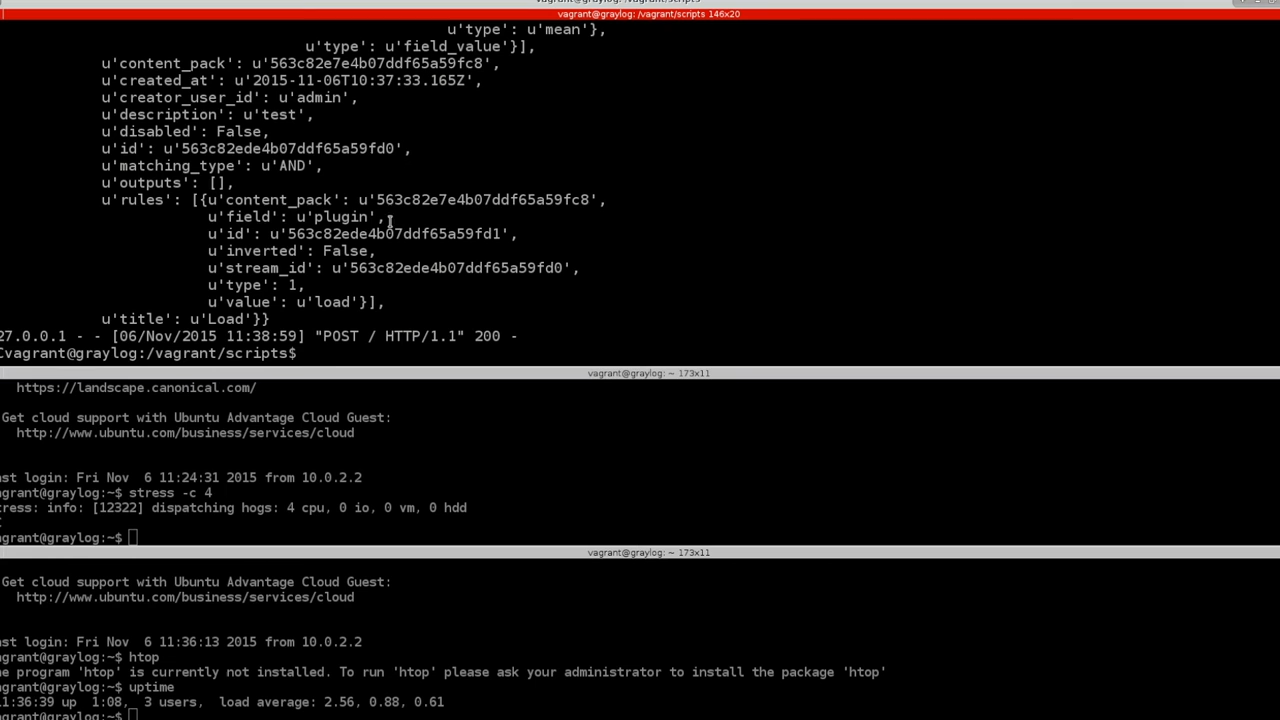 vagrant@graylog: /vagrant/scripts
vagrant@graylog: /vagrant/scripts 146x20
u'type': u'mean'},
u'type': u'field_value'}],
u'content_pack': u'563c82e7e4b07ddf65a59fc8',
u'created_at': u'2015-11-06T10:37:33.165Z',
u'creator_user_id': u'admin',
u'description': u'test',
u'disabled': False,
u'id': u'563c82ede4b07ddf65a59fd0',
u'matching_type': u'AND',
u'outputs': [],
u'rules': [{u'content_pack': u'563c82e7e4b07ddf65a59fc8',
u'field': u'plugin',
u'id': u'563c82ede4b07ddf65a59fd1',
u'inverted': False,
u'stream_id': u'563c82ede4b07ddf65a59fd0',
u'type': 1,
u'value': u'load'}],
u'title': u'Load'}}
27.0.0.1 - - [06/Nov/2015 11:38:59] "POST / HTTP/1.1" 200 -
Cvagrant@graylog:/vagrant/scripts$
vagrant@graylog: ~ 173x11
https://landscape.canonical.com/
Get cloud support with Ubuntu Advantage Cloud Guest:
http://www.ubuntu.com/business/services/cloud
ast login: Fri Nov  6 11:24:31 2015 from 10.0.2.2
agrant@graylog:~$ stress -c 4
tress: info: [12322] dispatching hogs: 4 cpu, 0 io, 0 vm, 0 hdd
agrant@graylog:~$
vagrant@graylog: ~ 173x11
Get cloud support with Ubuntu Advantage Cloud Guest:
http://www.ubuntu.com/business/services/cloud
ast login: Fri Nov  6 11:36:13 2015 from 10.0.2.2
agrant@graylog:~$ htop
he program 'htop' is currently not installed. To run 'htop' please ask your administrator to install the package 'htop'
agrant@graylog:~$ uptime
11:36:39 up  1:08,  3 users,  load average: 2.56, 0.88, 0.61
agrant@graylog:~$